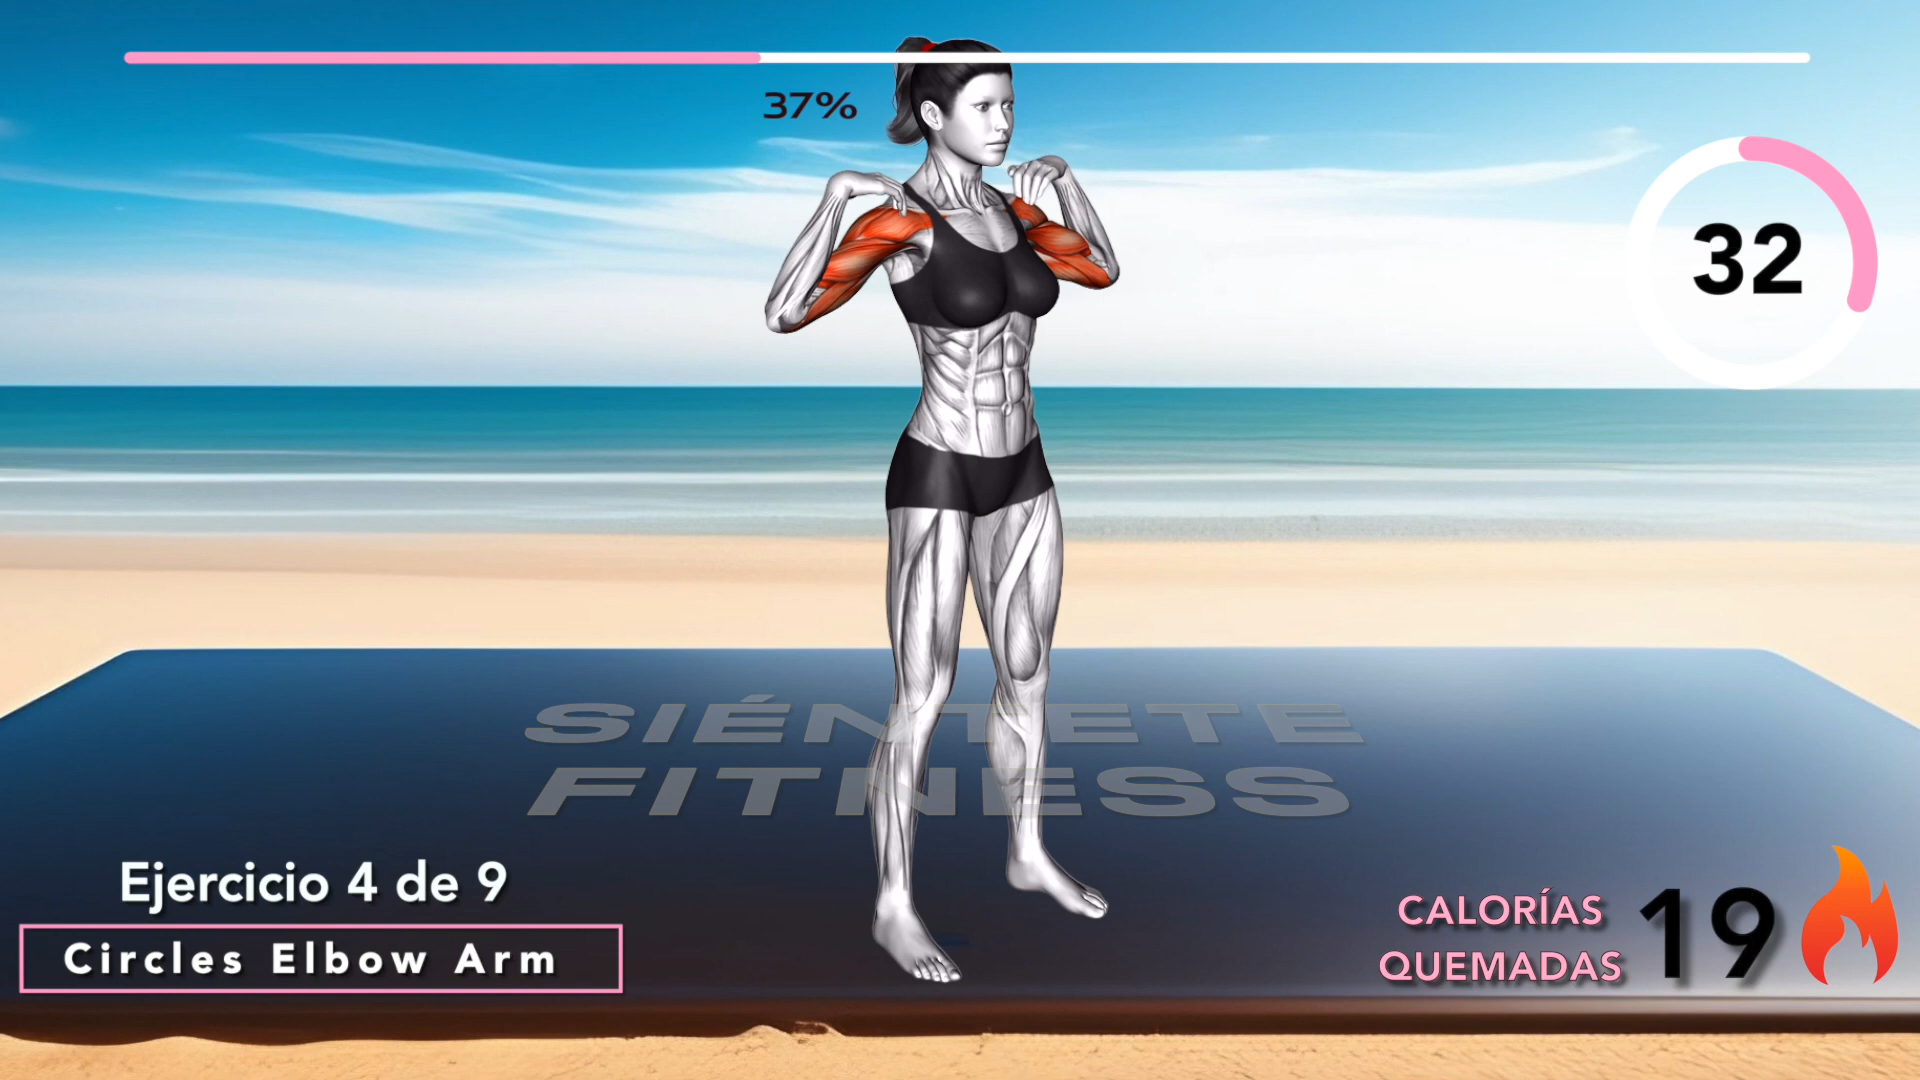 37%
32
SIÉNTETE
FITNESS
Ejercicio 4 de 9
Circles Elbow Arm
CALORÍAS
QUEMADAS
19